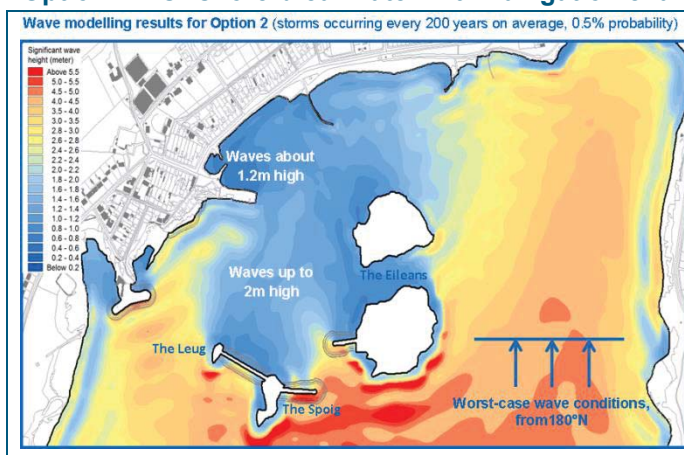 Wave modelling results for Option 2 (storms occurring every 200 years on average, 0.5% probability)
Significant wave
height (meter)
Above 5.5
5.0 - 5.5
4.5 - 5.0
4.0 - 4.5
3.5 - 4.0
3.0 - 3.5
2.8 - 3.0
2.6 - 2.8
2.4 - 2.6
2.2 - 2.4
2.0 - 2.2
1.8 - 2.0
1.6 - 1.8
1.4 - 1.6
1.2 - 1.4
1.0 - 1.2
0.8 - 1.0
0.6 - 0.8
0.4 - 0.6
0.2 - 0.4
Below 0.2
Waves about
1.2m high
Waves up to
2m high
The Eileans
The Leug
The Spoig
Worst-case wave conditions,
from180°N